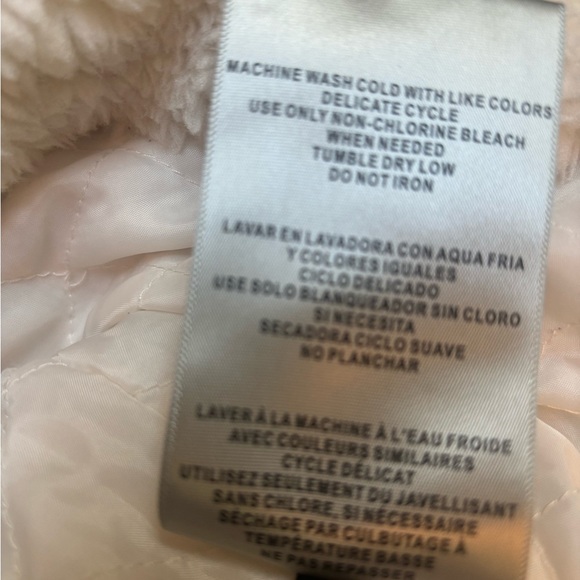 MACHINE WASH COLD WITH LIKE COLORS
DELICATE CYCLE
USE ONLY NON-CHLORINE BLEACH
WHEN NEEDED
TUMBLE DRY LOW
DO NOT IRON
LAVAR EN LAVADORA CON AQUA FRIA
Y COLORES IGUALES
CICLO DELICADO
USE SOLO BLANQUEADOR SIN CLORO
SI NECESITA
SECADORA CICLO SUAVE
NO PLANCHAR
LAVER À LA MACHINE À L'EAU FROIDE
AVEC COULEURS SIMILAIRES
CYCLE DÉLICAT
UTILISEZ SEULEMENT DU JAVELLISANT
SANS CHLORE, SI NÉCESSAIRE
SÉCHAGE PAR CULBUTAGE À
TEMPÉRATURE BASSE
NE PAS REPASSER